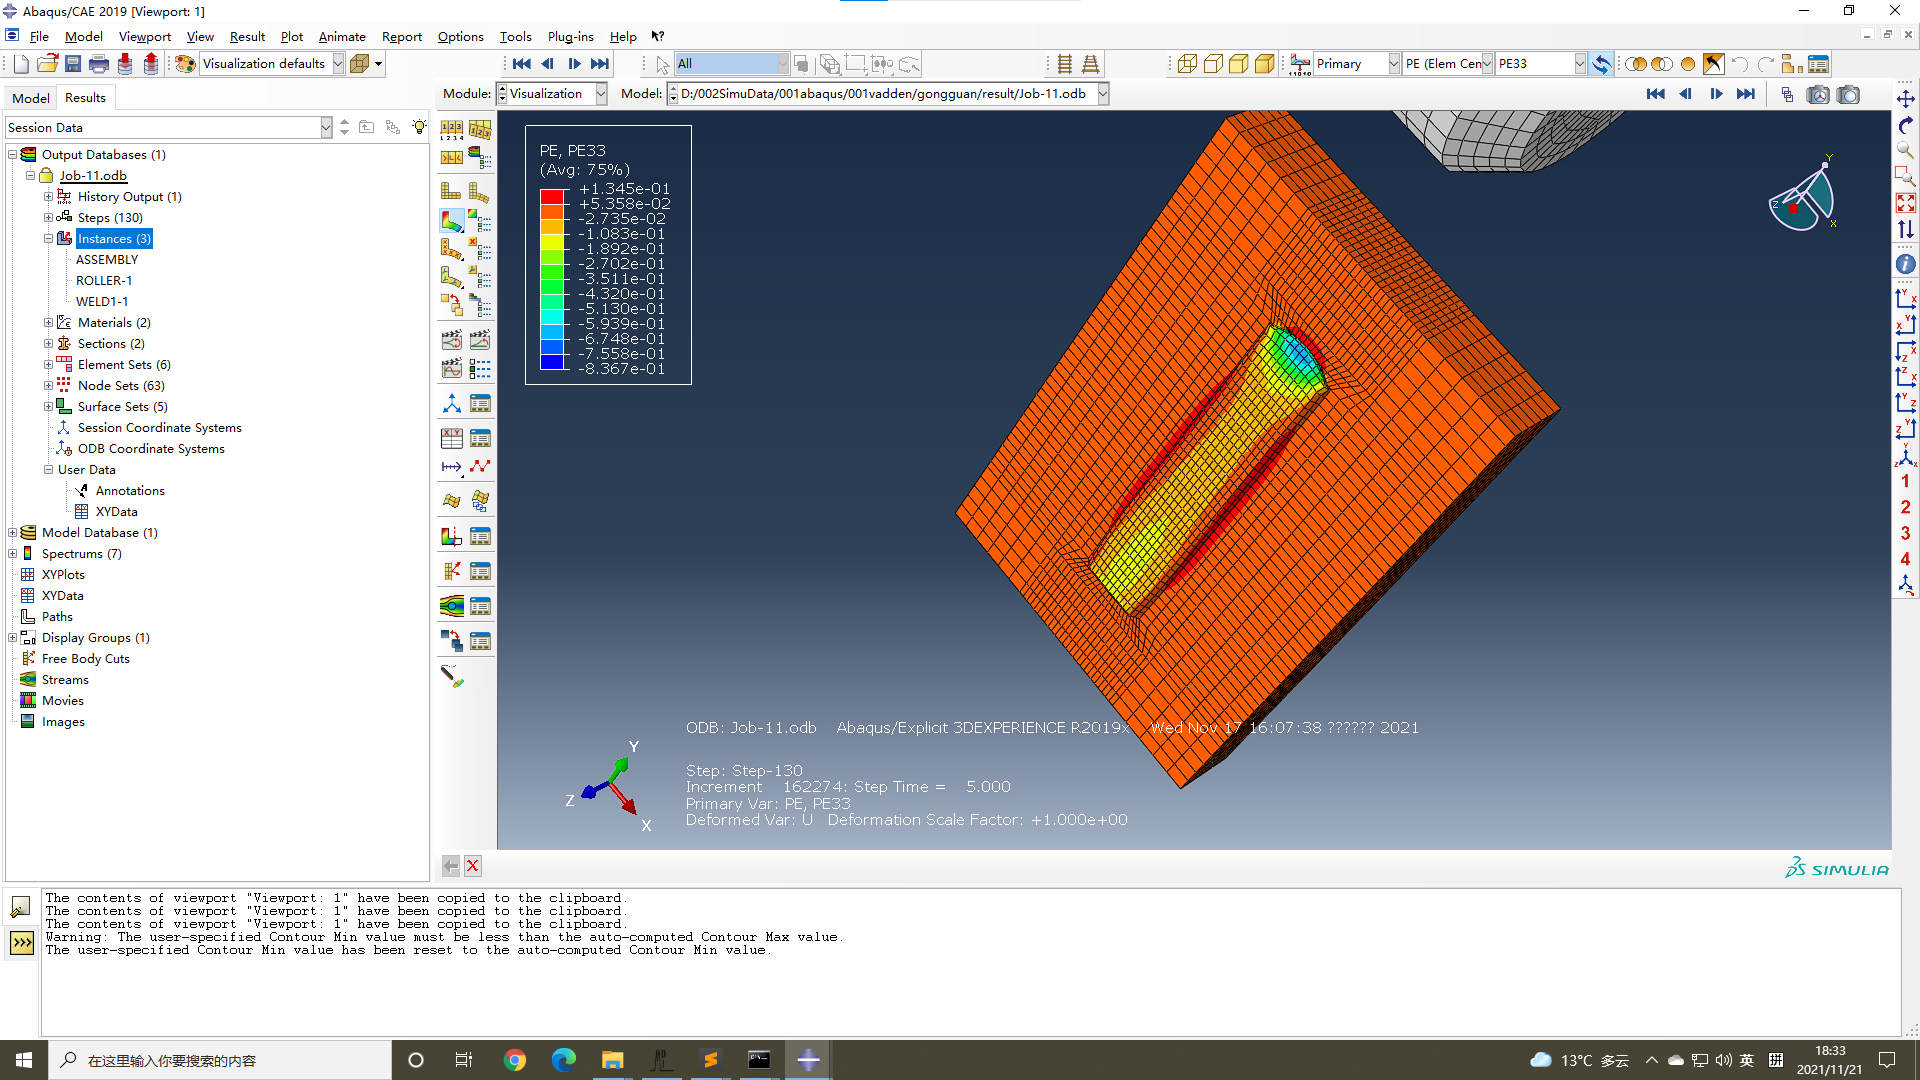 Abaqus/CAE 2019 [Viewport: 1]
File Model Viewport View Result Plot Animate Report Options Tools Plug-ins Help
Visualization defaults All Primary PE (Elem Cen PE33
Model Results Module: Visualization Model: D:/002SimuData/001abaqus/001vadden/gongguan/result/Job-11.odb
Session Data
Output Databases (1)
Job-11.odb
History Output (1)
Steps (130)
Instances (3)
ASSEMBLY
ROLLER-1
WELD1-1
Materials (2)
Sections (2)
Element Sets (6)
Node Sets (63)
Surface Sets (5)
Session Coordinate Systems
ODB Coordinate Systems
User Data
Annotations
XYData
Model Database (1)
Spectrums (7)
XYPlots
XYData
Paths
Display Groups (1)
Free Body Cuts
Streams
Movies
Images
PE, PE33
(Avg: 75%)
+1.345e-01
+5.358e-02
-2.735e-02
-1.083e-01
-1.892e-01
-2.702e-01
-3.511e-01
-4.320e-01
-5.130e-01
-5.939e-01
-6.748e-01
-7.558e-01
-8.367e-01
Y
Z
X
1
2
3
4
Y
Z
X
ODB: Job-11.odb Abaqus/Explicit 3DEXPERIENCE R2019x Wed Nov 17 16:07:38 ?????? 2021
Step: Step-130
Increment 162274: Step Time = 5.000
Primary Var: PE, PE33
Deformed Var: U Deformation Scale Factor: +1.000e+00
SIMULIA
The contents of viewport "Viewport: 1" have been copied to the clipboard.
The contents of viewport "Viewport: 1" have been copied to the clipboard.
The contents of viewport "Viewport: 1" have been copied to the clipboard.
Warning: The user-specified Contour Min value must be less than the auto-computed Contour Max value.
The user-specified Contour Min value has been reset to the auto-computed Contour Min value.
在这里输入你要搜索的内容
13°C 多云
英
18:33
2021/11/21